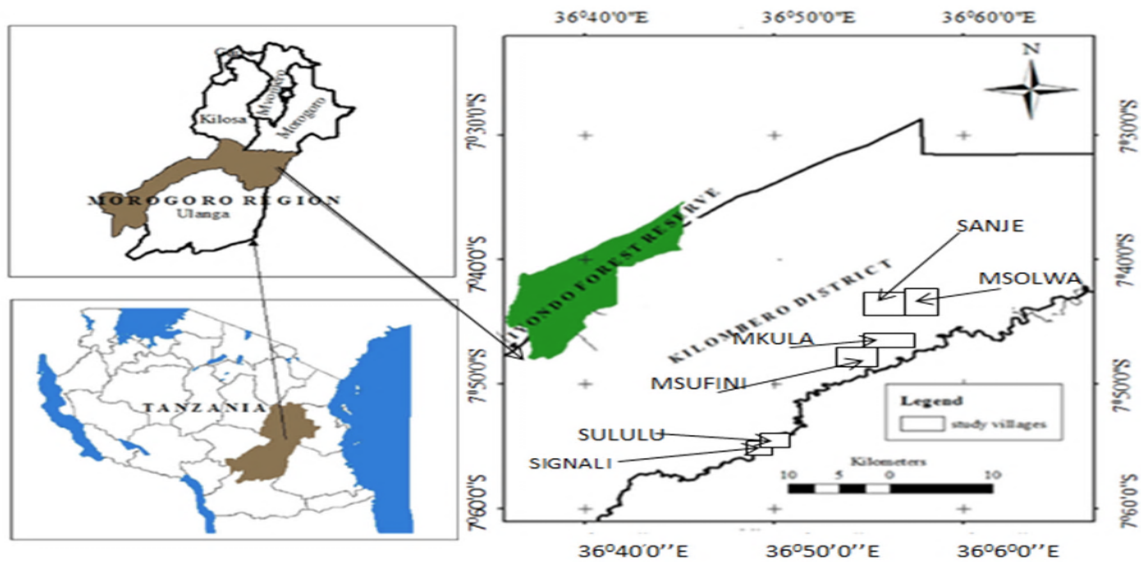 Kilosa
Mvomero
Morogoro
MOROGORO REGION
Ulanga
TANZANIA
36°40'0"E 36°50'0"E 36°60'0"E
N
7°30'0"S 7°30'0"S
7°40'0"S 7°40'0"S
7°50'0"S 7°50'0"S
7°60'0"S 7°60'0"S
FOREST RESERVE
KILOMBERO DISTRICT
SANJE
MSOLWA
MKULA
MSUFINI
SULULU
SIGNALI
Legend
study villages
Kilometers
10 5 0 10
36°40'0''E 36°50'0''E 36°6'0''E